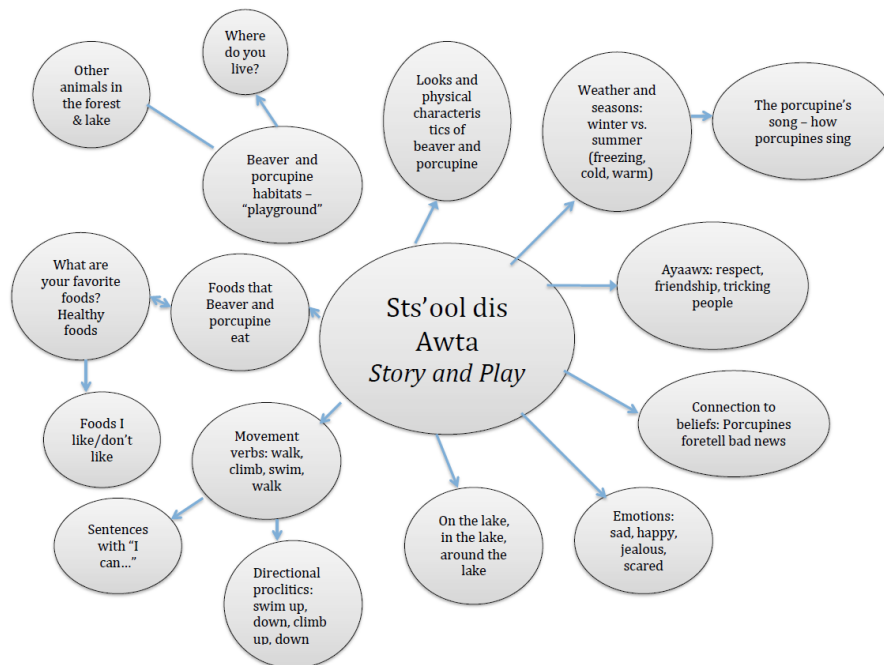 Where
do you
live?
Other
animals in
the forest
& lake
Beaver and
porcupine
habitats –
“playground”
Looks and
physical
characteris
tics of
beaver and
porcupine
Weather and
seasons:
winter vs.
summer
(freezing,
cold, warm)
The porcupine’s
song – how
porcupines sing
Ayaawx: respect,
friendship, tricking
people
What are
your favorite
foods?
Healthy
foods
Foods that
Beaver and
porcupine
eat
Sts’ool dis
Awta
Story and Play
Connection to
beliefs: Porcupines
foretell bad news
Foods I
like/don’t
like
Movement
verbs: walk,
climb, swim,
walk
Sentences
with “I
can…”
Directional
proclitics:
swim up,
down, climb
up, down
On the lake,
in the lake,
around the
lake
Emotions:
sad, happy,
jealous,
scared